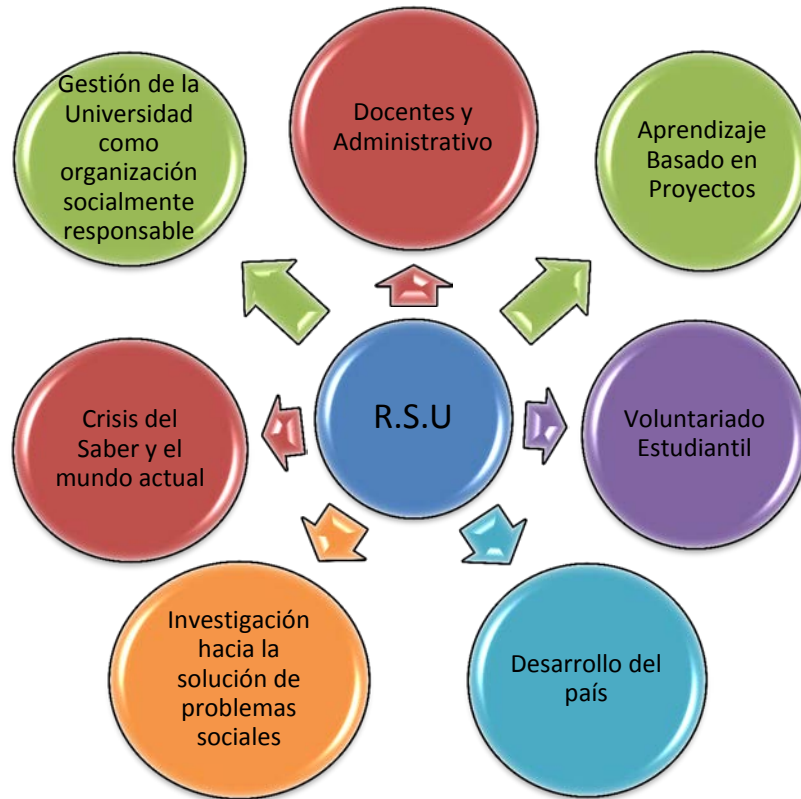 Gestión de la
Universidad
como
organización
socialmente
responsable
Docentes y
Administrativo
Aprendizaje
Basado en
Proyectos
Crisis del
Saber y el
mundo actual
R.S.U
Voluntariado
Estudiantil
Investigación
hacia la
solución de
problemas
sociales
Desarrollo del
país